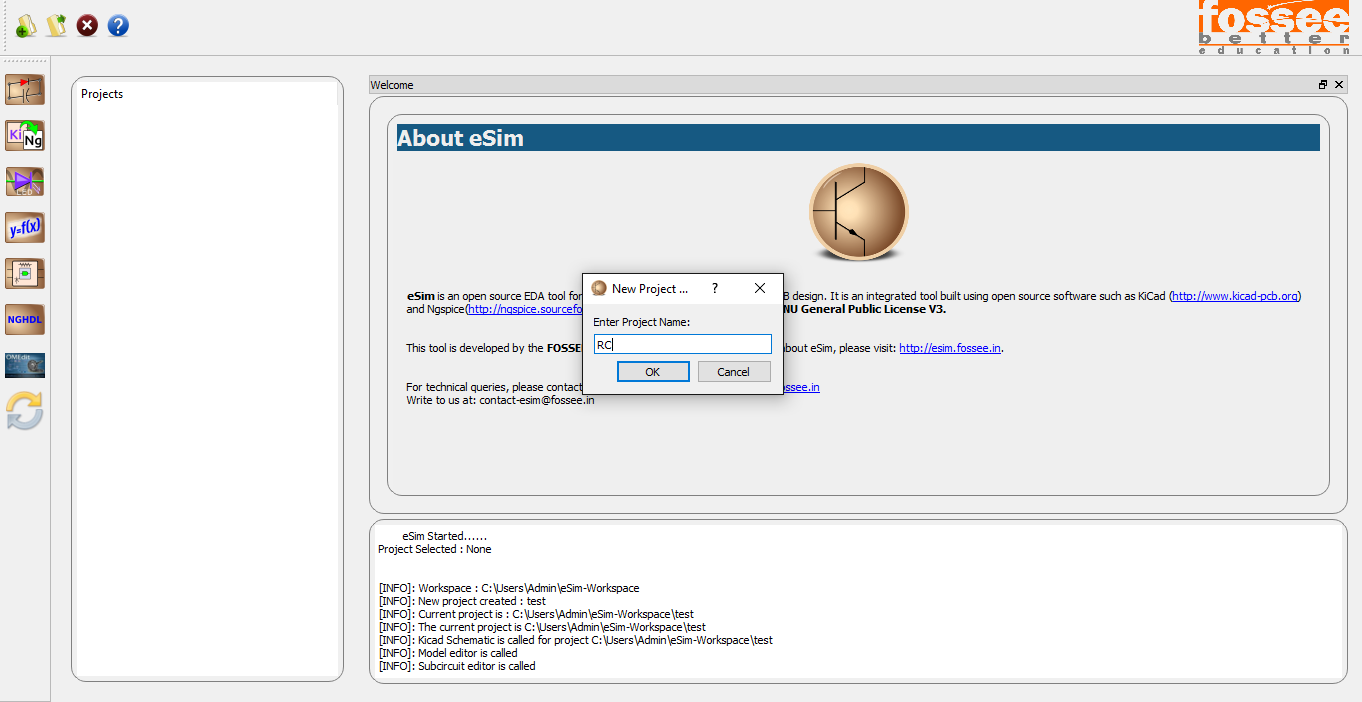 fossee
better
education
Projects
Welcome
Ki Ng
LED
y=f(x)
NGHDL
OMEdit
About eSim
eSim is an open source EDA tool for
B design. It is an integrated tool built using open source software such as KiCad (http://www.kicad-pcb.org)
and Ngspice(http://ngspice.sourcefo
NU General Public License V3.
This tool is developed by the FOSSE
about eSim, please visit: http://esim.fossee.in.
For technical queries, please contact
ossee.in
Write to us at: contact-esim@fossee.in
New Project ... ?
Enter Project Name:
RC
OK Cancel
eSim Started......
Project Selected : None
[INFO]: Workspace : C:\Users\Admin\eSim-Workspace
[INFO]: New project created : test
[INFO]: Current project is : C:\Users\Admin\eSim-Workspace\test
[INFO]: The current project is C:\Users\Admin\eSim-Workspace\test
[INFO]: Kicad Schematic is called for project C:\Users\Admin\eSim-Workspace\test
[INFO]: Model editor is called
[INFO]: Subcircuit editor is called